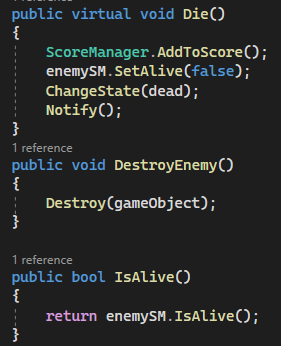 public virtual void Die()
{
    ScoreManager.AddToScore();
    enemySM.SetAlive(false);
    ChangeState(dead);
    Notify();
}
1 reference
public void DestroyEnemy()
{
    Destroy(gameObject);
}
1 reference
public bool IsAlive()
{
    return enemySM.IsAlive();
}